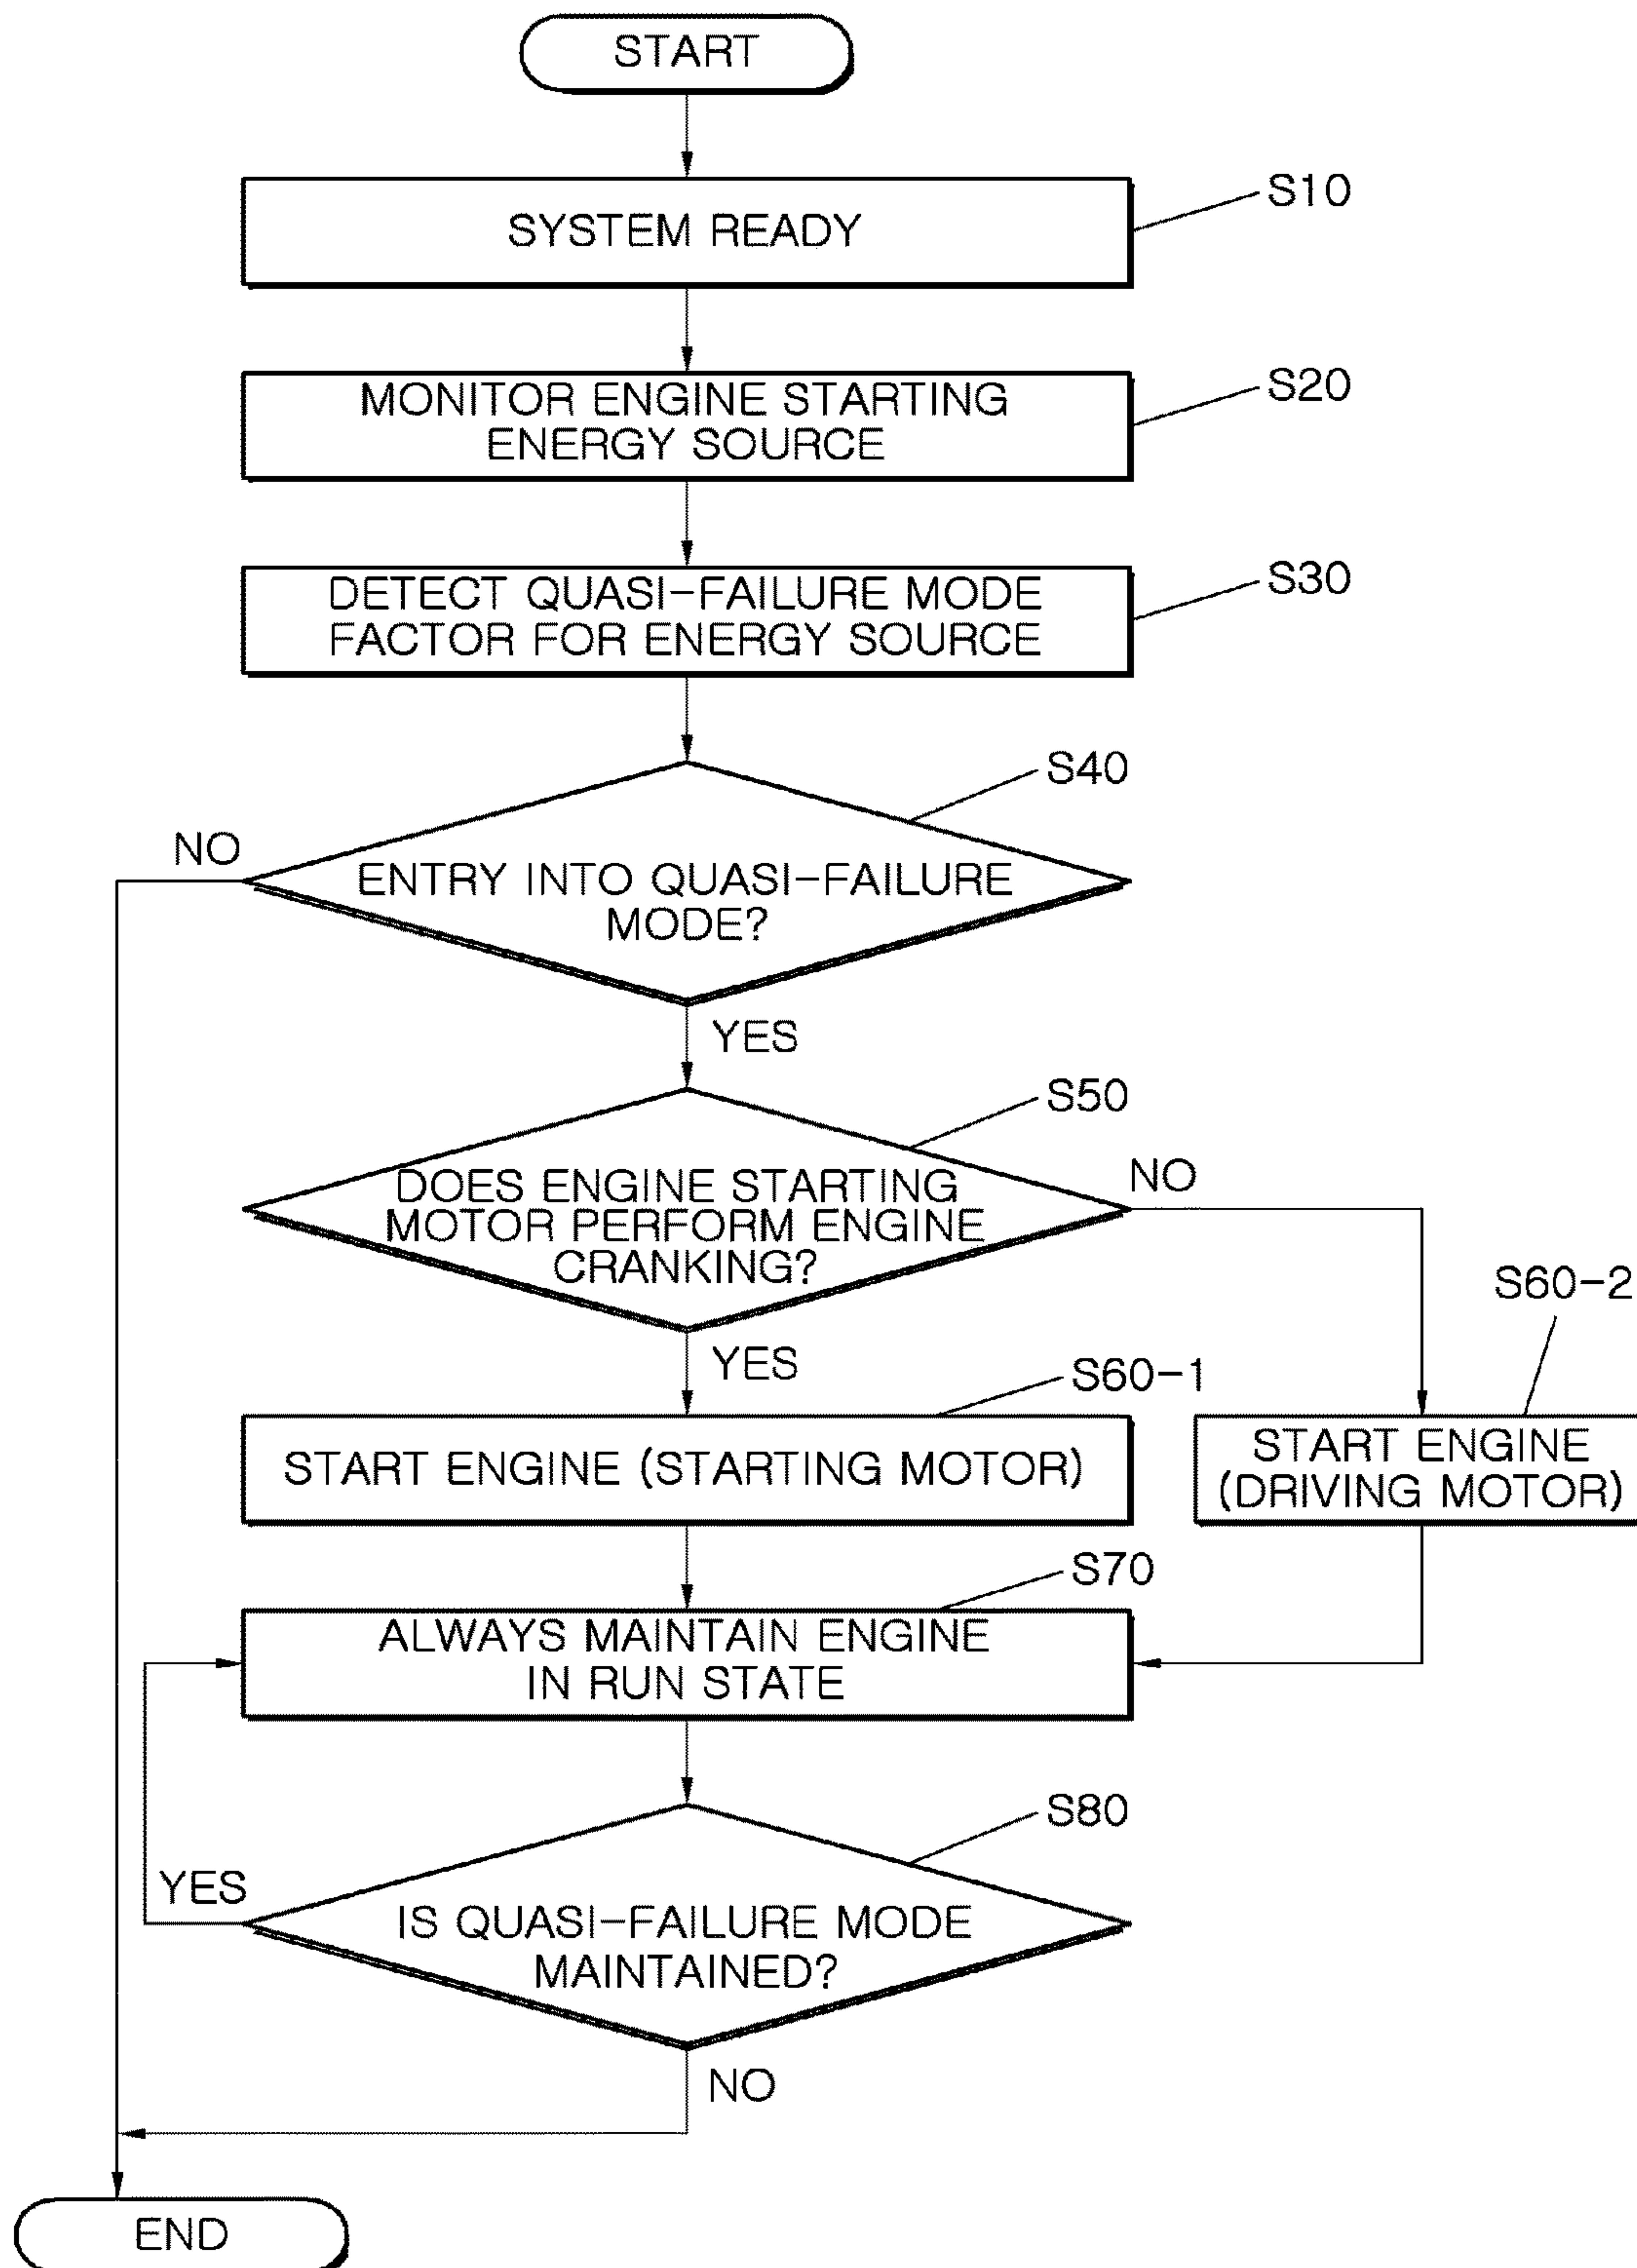 START
SYSTEM READY
S10
MONITOR ENGINE STARTING
ENERGY SOURCE
S20
DETECT QUASI-FAILURE MODE
FACTOR FOR ENERGY SOURCE
S30
S40
NO
ENTRY INTO QUASI-FAILURE
MODE?
YES
S50
DOES ENGINE STARTING
MOTOR PERFORM ENGINE
CRANKING?
NO
YES
S60-1
S60-2
START ENGINE (STARTING MOTOR)
START ENGINE
(DRIVING MOTOR)
S70
ALWAYS MAINTAIN ENGINE
IN RUN STATE
S80
YES
IS QUASI-FAILURE MODE
MAINTAINED?
NO
END